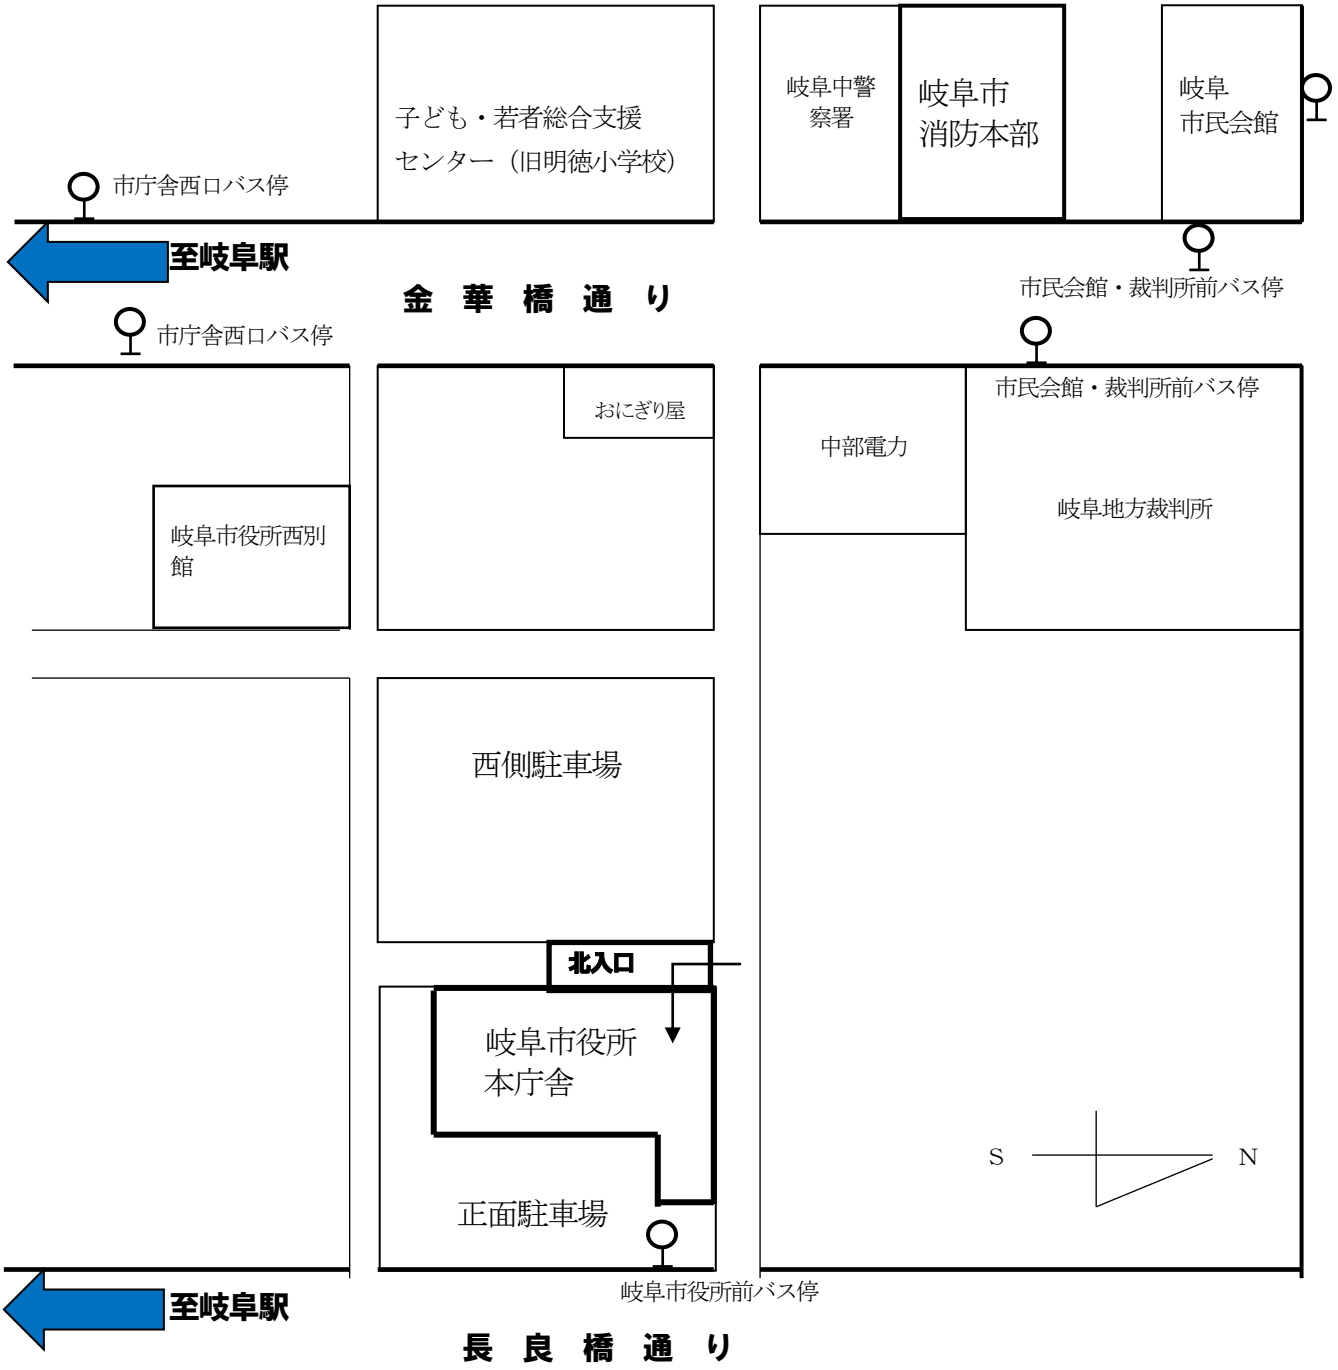 子ども・若者総合支援
センター（旧明徳小学校）
岐阜中警
察署
岐阜市
消防本部
岐阜
市民会館
市庁舎西口バス停
至岐阜駅
金華橋通り
市民会館・裁判所前バス停
市庁舎西口バス停
おにぎり屋
中部電力
市民会館・裁判所前バス停
岐阜地方裁判所
岐阜市役所西別
館
西側駐車場
北入口
岐阜市役所
本庁舎
S
N
正面駐車場
岐阜市役所前バス停
至岐阜駅
長良橋通り